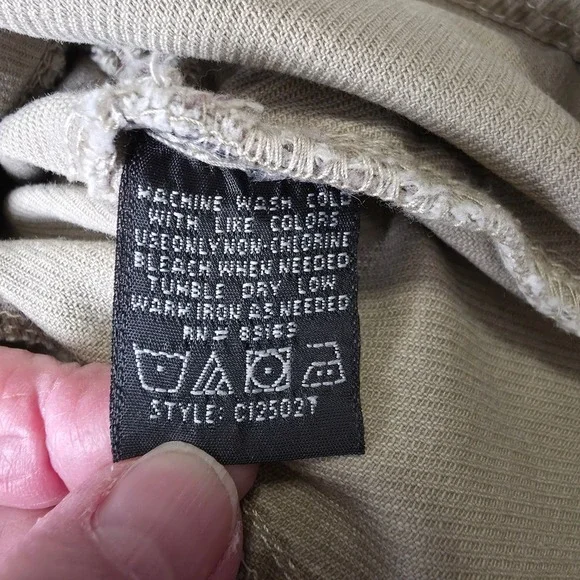 MACHINE WASH COLD
WITH LIKE COLORS
USE ONLY NON-CHLORINE
BLEACH WHEN NEEDED
TUMBLE DRY LOW
WARM IRON AS NEEDED
RN#
STYLE: C12502T